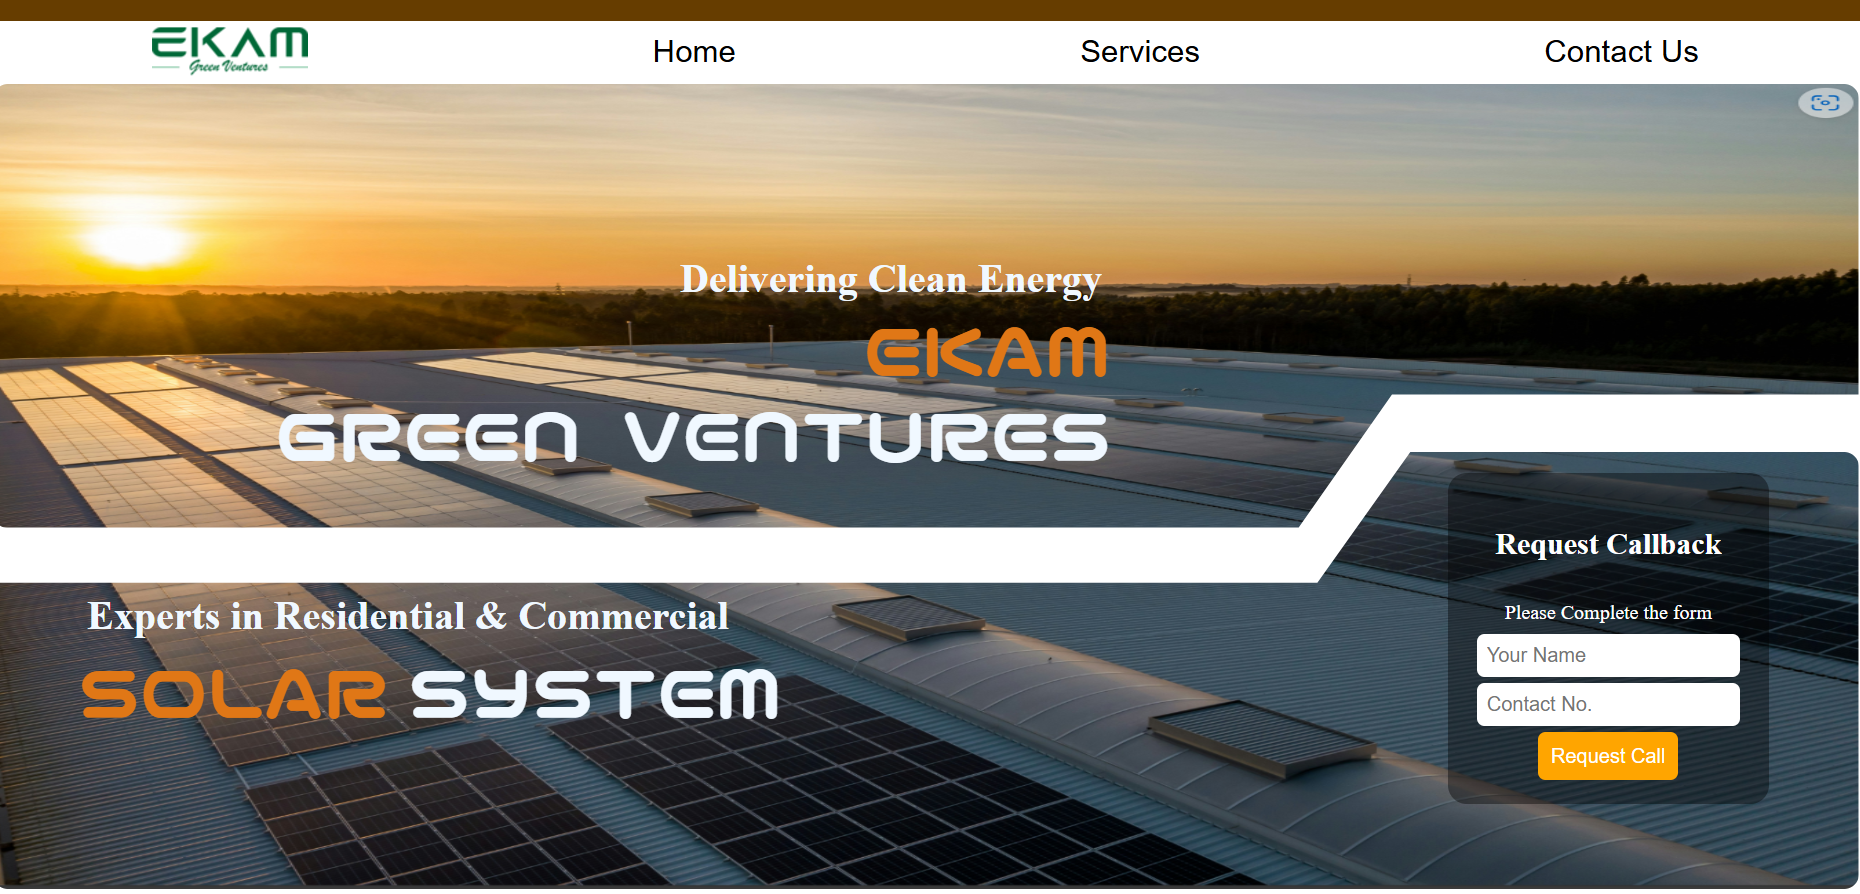 EKAM
Green Ventures
Home
Services
Contact Us
Delivering Clean Energy
EKAM
GREEN VENTURES
Experts in Residential & Commercial
SOLAR SYSTEM
Request Callback
Please Complete the form
Your Name
Contact No.
Request Call